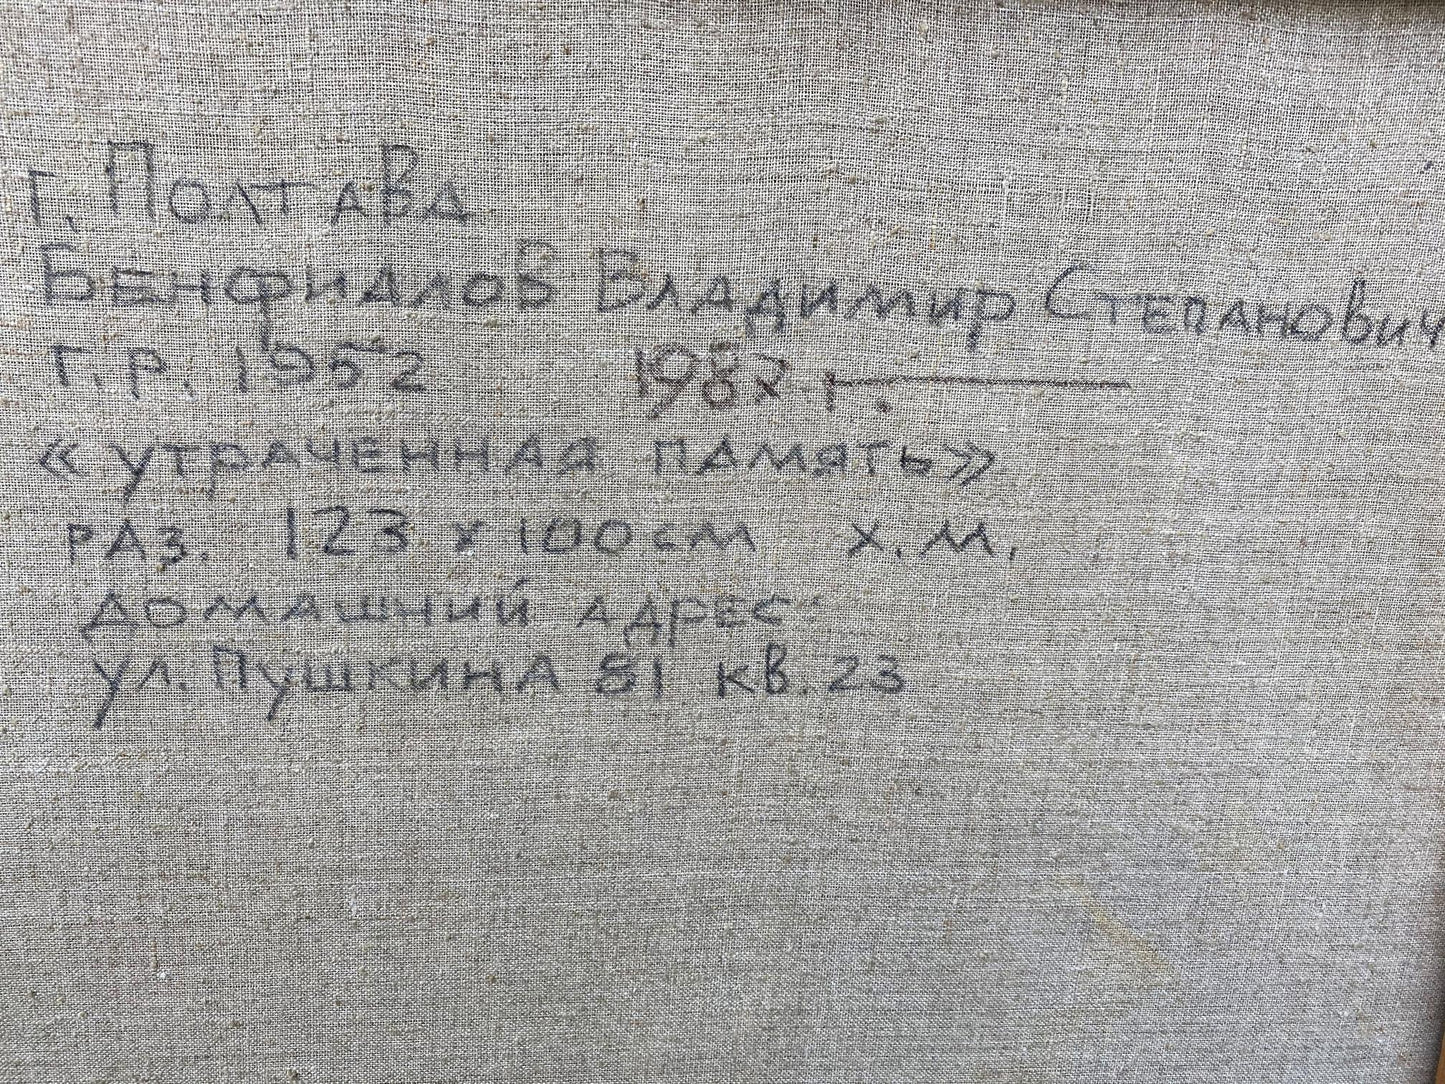 г. Полтава
Бенфиалов Владимир Степанович
г.р. 1952 1987 г.
«утраченная память»
раз. 123 х 100 см х.м.
домашний адрес:
ул. Пушкина 81 кв. 23